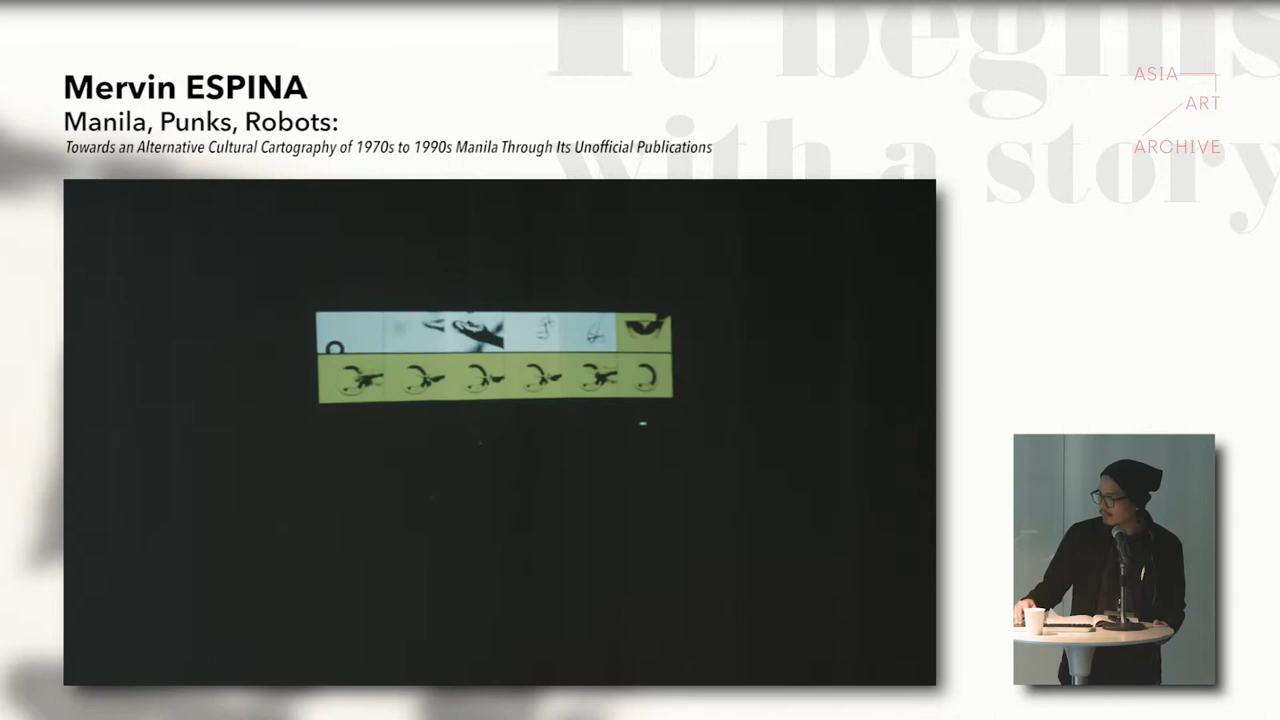 It begins
with a story
Mervin ESPINA
Manila, Punks, Robots:
Towards an Alternative Cultural Cartography of 1970s to 1990s Manila Through Its Unofficial Publications
ASIA
ART
ARCHIVE